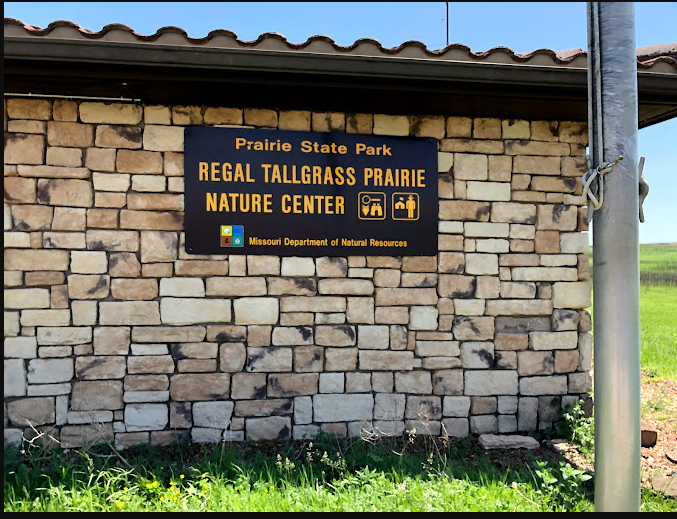 Prairie State Park
REGAL TALLGRASS PRAIRIE
NATURE CENTER
Missouri Department of Natural Resources